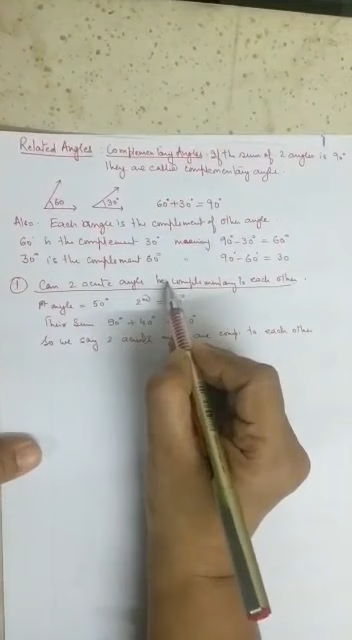 Related Angles : Complementary Angles - If the sum of 2 angles is 90°
They are called complementary angle.
60 30° 60°+30° = 90°
Also. Each angle is the complement of other angle
60° is the complement 30° meaning 90°-30° = 60°
30° is the complement 60° " 90°-60° = 30
① Can 2 acute angles be complementary to each other.
1st angle = 50° 2nd =
Their Sum 90° + 40°
So we say 2 acute are comp. to each other